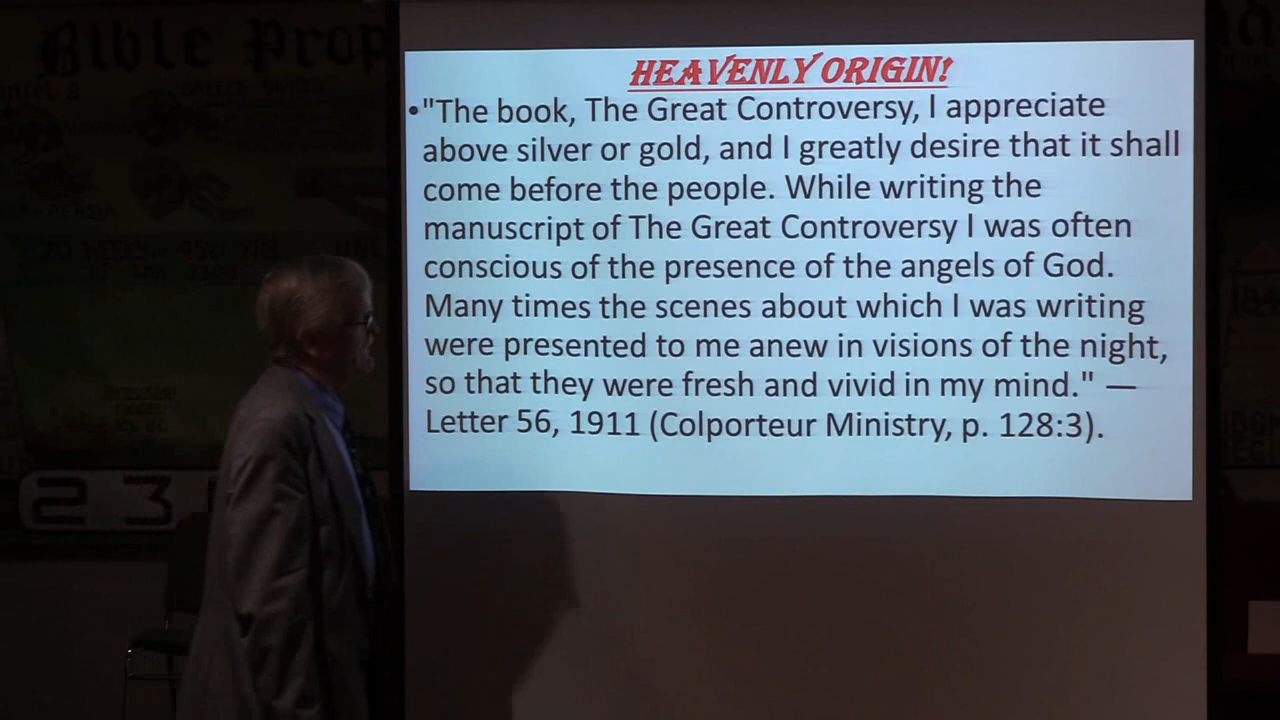 Bible Prop
HEAVENLY ORIGIN!
•"The book, The Great Controversy, I appreciate
above silver or gold, and I greatly desire that it shall
come before the people. While writing the
manuscript of The Great Controversy I was often
conscious of the presence of the angels of God.
Many times the scenes about which I was writing
were presented to me anew in visions of the night,
so that they were fresh and vivid in my mind." —
Letter 56, 1911 (Colporteur Ministry, p. 128:3).
23